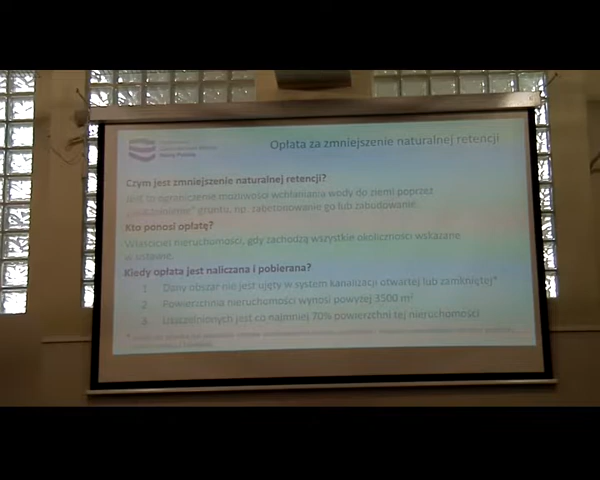 Opłata za zmniejszenie naturalnej retencji
Czym jest zmniejszenie naturalnej retencji?
Jest to ograniczenie możliwości wchłaniania wody do ziemi poprzez
gruntu, np. zabetonowanie go lub zabudowanie.
Kto ponosi opłatę?
Właściciel nieruchomości, gdy zachodzą wszystkie okoliczności wskazane
w ustawie.
Kiedy opłata jest naliczana i pobierana?
1 Dany obszar nie jest ujęty w system kanalizacji otwartej lub zamkniętej*
2 Powierzchnia nieruchomości wynosi powyżej 3500 m²
3 Uszczelnionych jest co najmniej 70% powierzchni tej nieruchomości